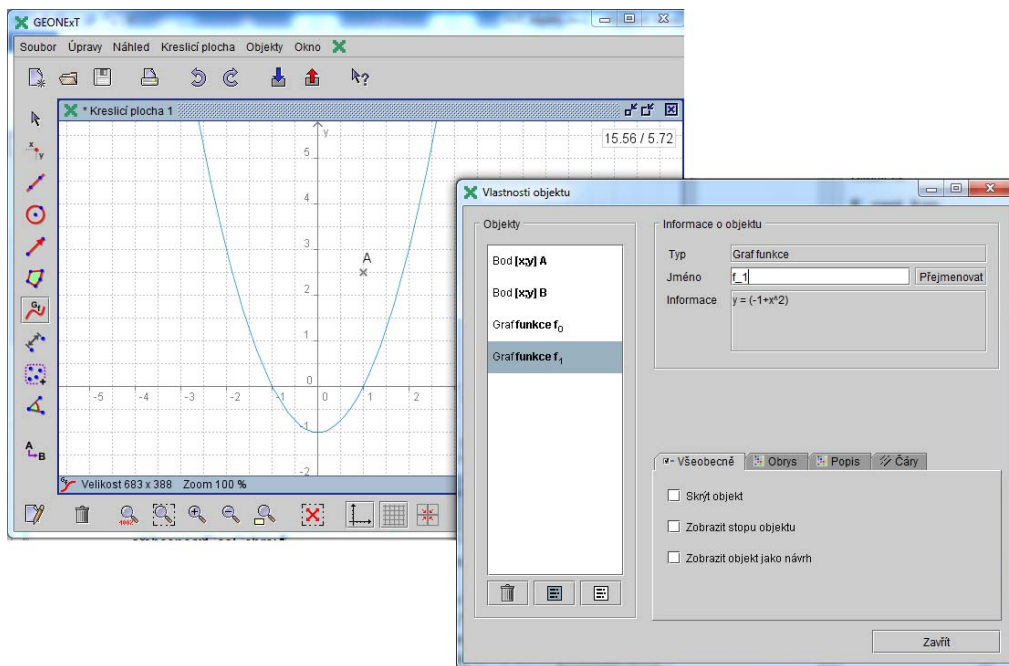 GEONExT
Soubor Úpravy Náhled Kreslicí plocha Objekty Okno
* Kreslicí plocha 1
y
15.56 / 5.72
5
4
3
A
2
1
0
-5 -4 -3 -2 -1 0 1 2
-1
-2
Velikost 683 x 388 Zoom 100 %
Vlastnosti objektu
Objekty
Bod [x,y] A
Bod [x,y] B
Graf funkce f0
Graf funkce f1
Informace o objektu
Typ Graf funkce
Jméno f_1 Přejmenovat
Informace y = (-1+x^2)
Všeobecně Obrys Popis Čáry
Skrýt objekt
Zobrazit stopu objektu
Zobrazit objekt jako návrh
Zavřít